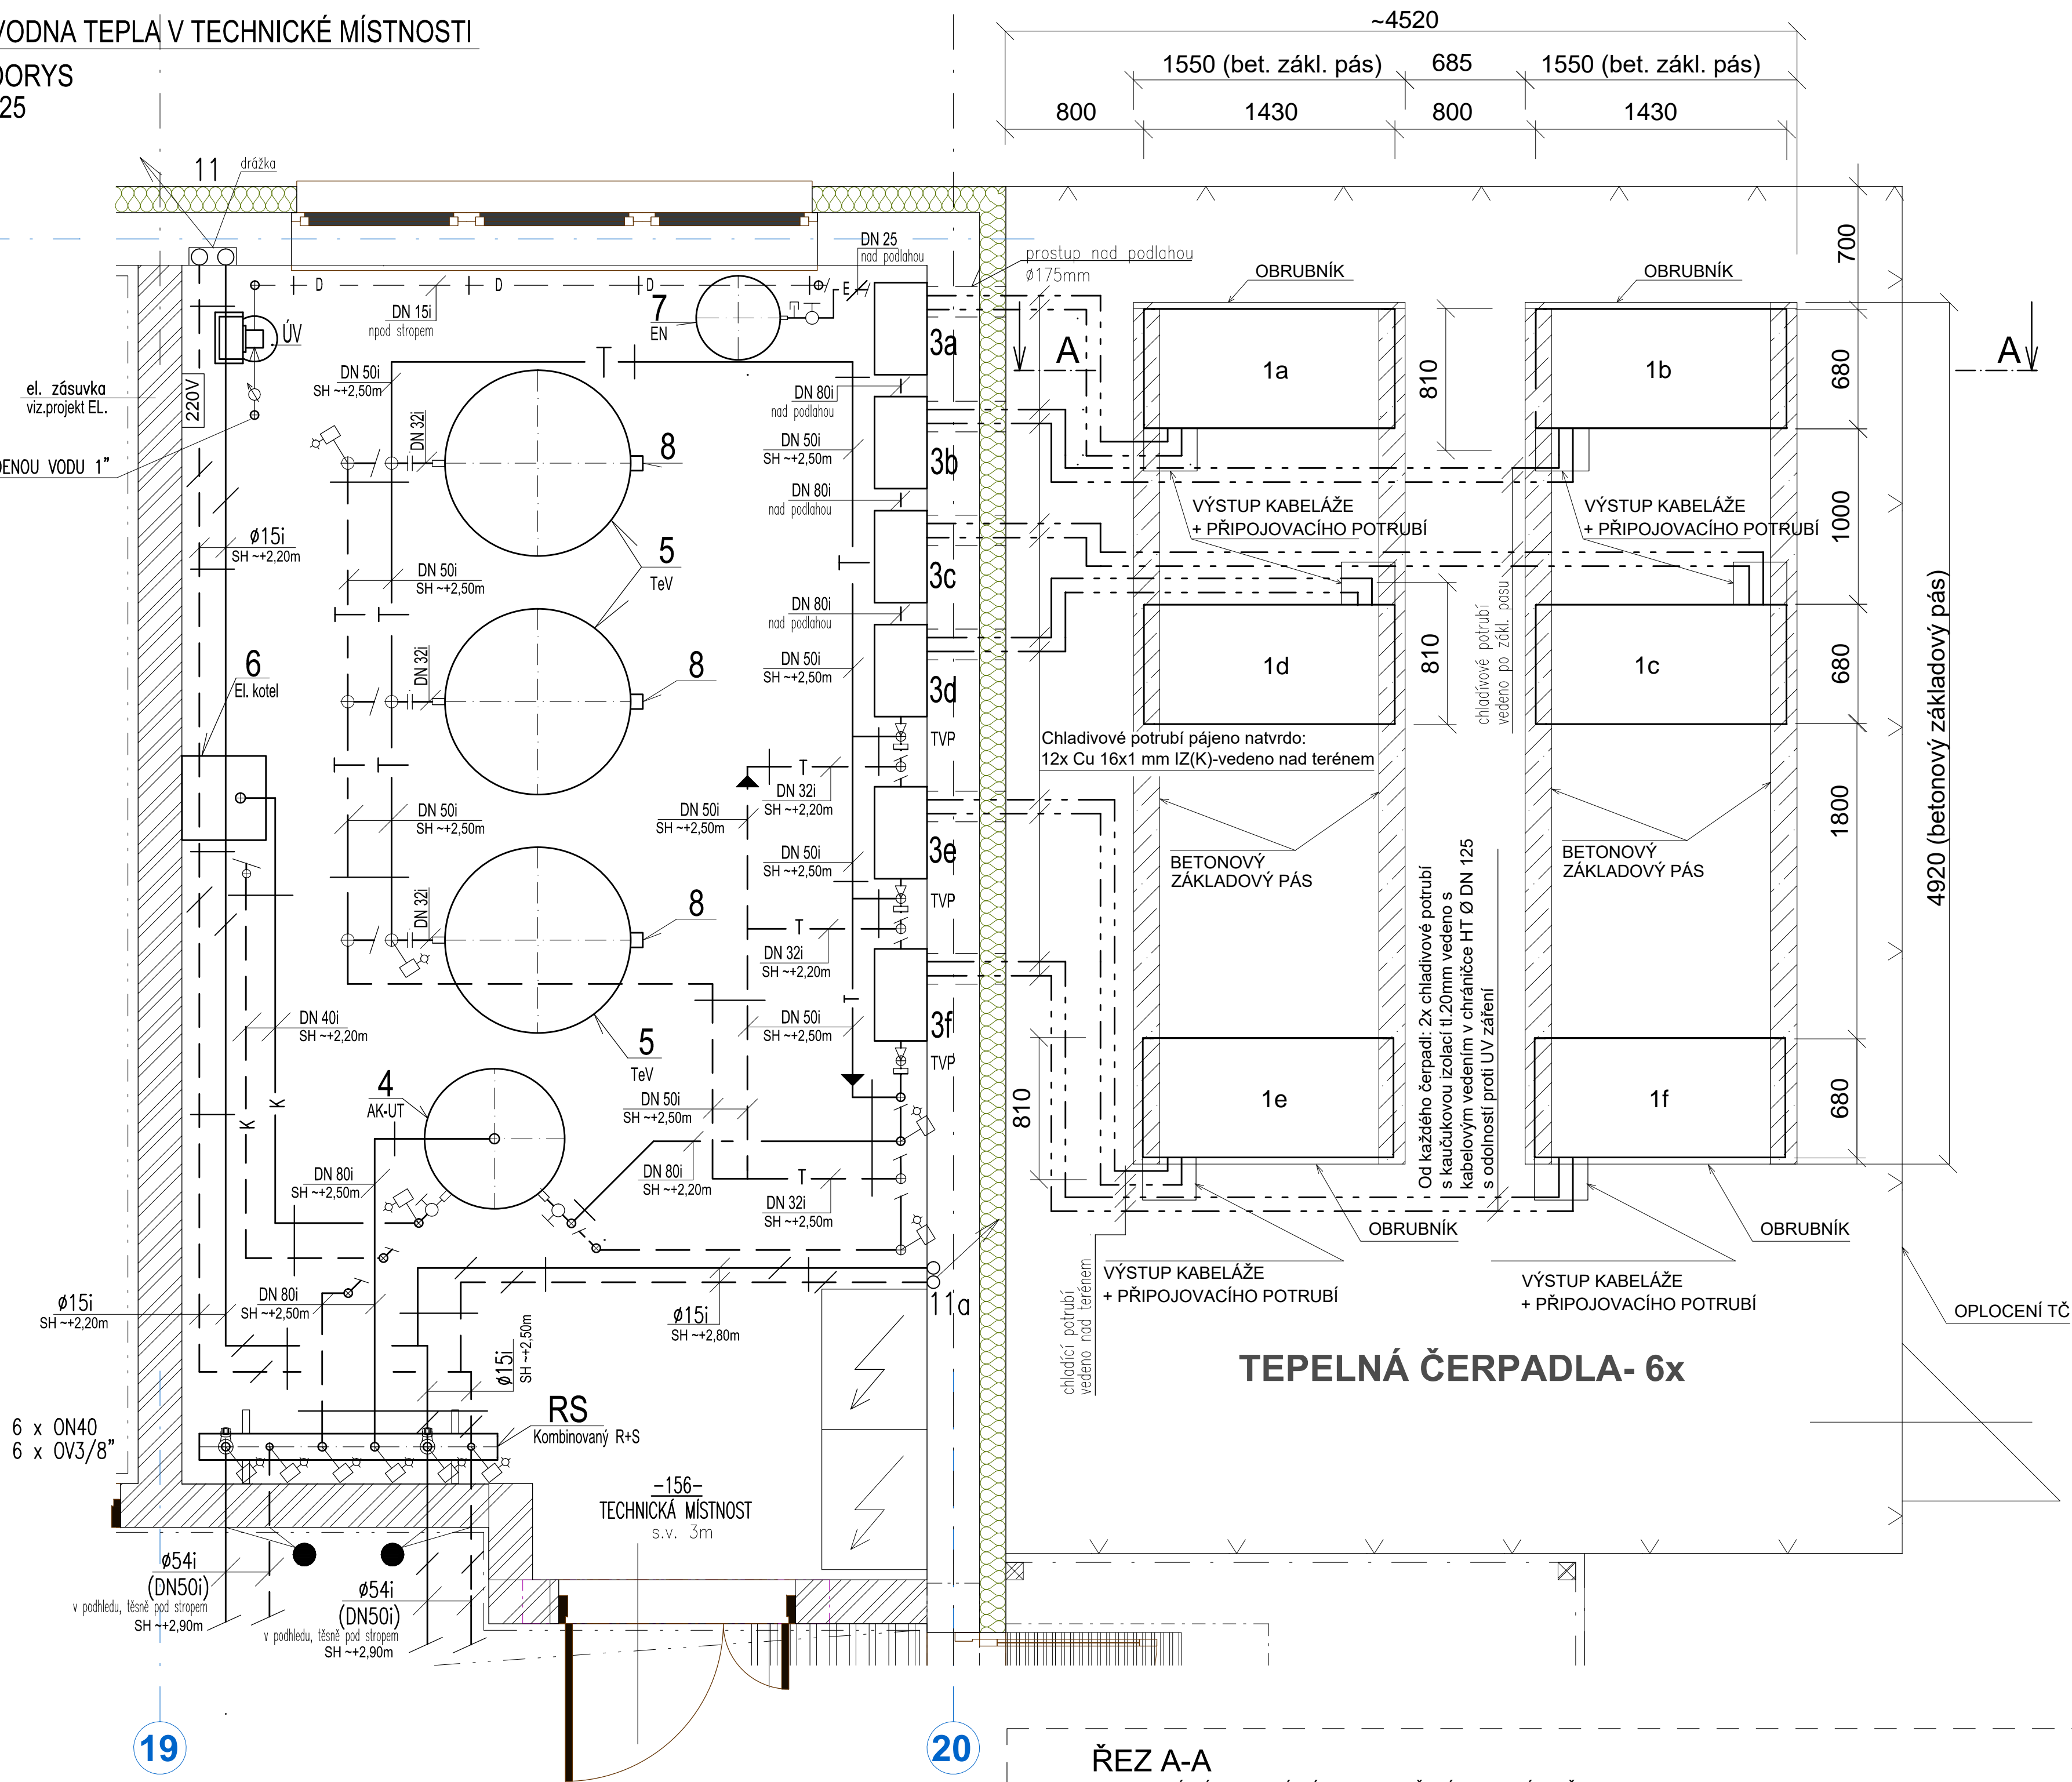 VODNA TEPLA V TECHNICKÉ MÍSTNOSTI
DORYS
25
~4520
1550 (bet. zákl. pás)
685
1550 (bet. zákl. pás)
800
1430
800
1430
11
drážka
DN 25
nad podlahou
prostup nad podlahou
ø175mm
OBRUBNÍK
OBRUBNÍK
700
D
D
D
E
DN 15i
npod stropem
7
EN
ÚV
3a
A
A
1a
1b
810
680
T
DN 50i
SH ~+2,50m
el. zásuvka
viz.projekt EL.
220V
DN 80i
nad podlahou
DN 32i
8
DN 50i
SH ~+2,50m
3b
DENOU VODU 1"
DN 80i
nad podlahou
VÝSTUP KABELÁŽE
+ PŘIPOJOVACÍHO POTRUBÍ
VÝSTUP KABELÁŽE
+ PŘIPOJOVACÍHO POTRUBÍ
1000
ø15i
SH ~+2,20m
5
TeV
DN 50i
SH ~+2,50m
T
3c
DN 80i
nad podlahou
chladívové potrubí
vedeno po zákl. pasu
4920 (betonový základový pás)
6
El. kotel
DN 32i
8
DN 50i
SH ~+2,50m
3d
1d
810
1c
680
TVP
Chladivové potrubí pájeno natvrdo:
12x Cu 16x1 mm IZ(K)-vedeno nad terénem
T
DN 32i
SH ~+2,20m
DN 50i
SH ~+2,50m
DN 50i
SH ~+2,50m
1800
DN 50i
SH ~+2,50m
3e
BETONOVÝ
ZÁKLADOVÝ PÁS
BETONOVÝ
ZÁKLADOVÝ PÁS
DN 32i
8
TVP
T
DN 32i
SH ~+2,20m
Od každého čerpadl: 2x chladivové potrubí
s kaučukovou izolací tl.20mm vedeno s
kabelovým vedením v chráničce HT Ø DN 125
s odolností proti UV záření
T
DN 40i
SH ~+2,20m
DN 50i
SH ~+2,50m
3f
5
TeV
TVP
K
K
4
AK-UT
DN 50i
SH ~+2,50m
810
1e
1f
680
DN 80i
SH ~+2,50m
DN 80i
SH ~+2,20m
T
DN 32i
SH ~+2,50m
OBRUBNÍK
OBRUBNÍK
VÝSTUP KABELÁŽE
+ PŘIPOJOVACÍHO POTRUBÍ
VÝSTUP KABELÁŽE
+ PŘIPOJOVACÍHO POTRUBÍ
chladící potrubí
vedeno nad terénem
DN 80i
SH ~+2,50m
ø15i
SH ~+2,20m
ø15i
SH ~+2,80m
11a
OPLOCENÍ TČ
ø15i
SH ~+2,50m
TEPELNÁ ČERPADLA- 6x
RS
Kombinovaný R+S
6 x ON40
6 x OV3/8"
-156-
TECHNICKÁ MÍSTNOST
s.v. 3m
ø54i
(DN50i)
v podhledu, těsně pod stropem
SH ~+2,90m
ø54i
(DN50i)
v podhledu, těsně pod stropem
SH ~+2,90m
19
20
ŘEZ A-A